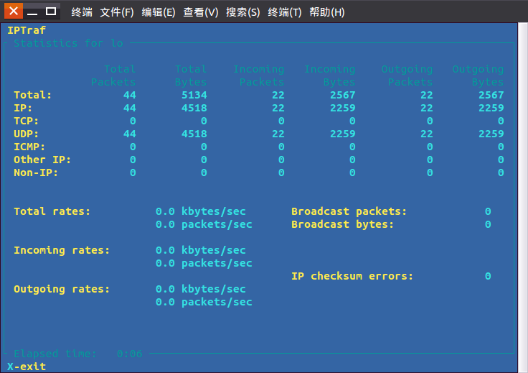 终端 文件(F) 编辑(E) 查看(V) 搜索(S) 终端(T) 帮助(H)
IPTraf
Statistics for lo
Total Total Incoming Incoming Outgoing Outgoing
Packets Bytes Packets Bytes Packets Bytes
Total: 44 5134 22 2567 22 2567
IP: 44 4518 22 2259 22 2259
TCP: 0 0 0 0 0 0
UDP: 44 4518 22 2259 22 2259
ICMP: 0 0 0 0 0 0
Other IP: 0 0 0 0 0 0
Non-IP: 0 0 0 0 0 0
Total rates: 0.0 kbytes/sec Broadcast packets: 0
0.0 packets/sec Broadcast bytes: 0
Incoming rates: 0.0 kbytes/sec
0.0 packets/sec
IP checksum errors: 0
Outgoing rates: 0.0 kbytes/sec
0.0 packets/sec
Elapsed time: 0:00
X-exit